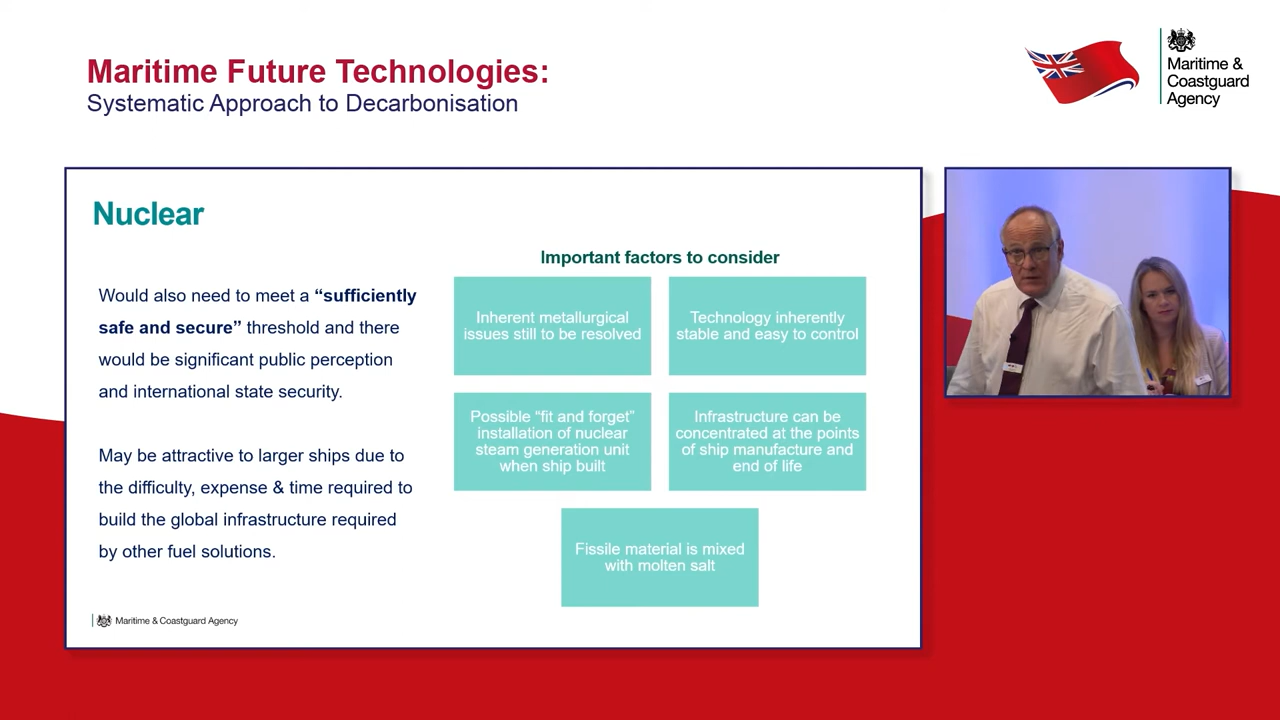 Maritime Future Technologies:
Systematic Approach to Decarbonisation
Maritime &
Coastguard
Agency
Nuclear
Would also need to meet a “sufficiently
safe and secure” threshold and there
would be significant public perception
and international state security.
May be attractive to larger ships due to
the difficulty, expense & time required to
build the global infrastructure required
by other fuel solutions.
Important factors to consider
Inherent metallurgical
issues still to be resolved
Technology inherently
stable and easy to control
Possible “fit and forget”
installation of nuclear
steam generation unit
when ship built
Infrastructure can be
concentrated at the points
of ship manufacture and
end of life
Fissile material is mixed
with molten salt
Maritime & Coastguard Agency